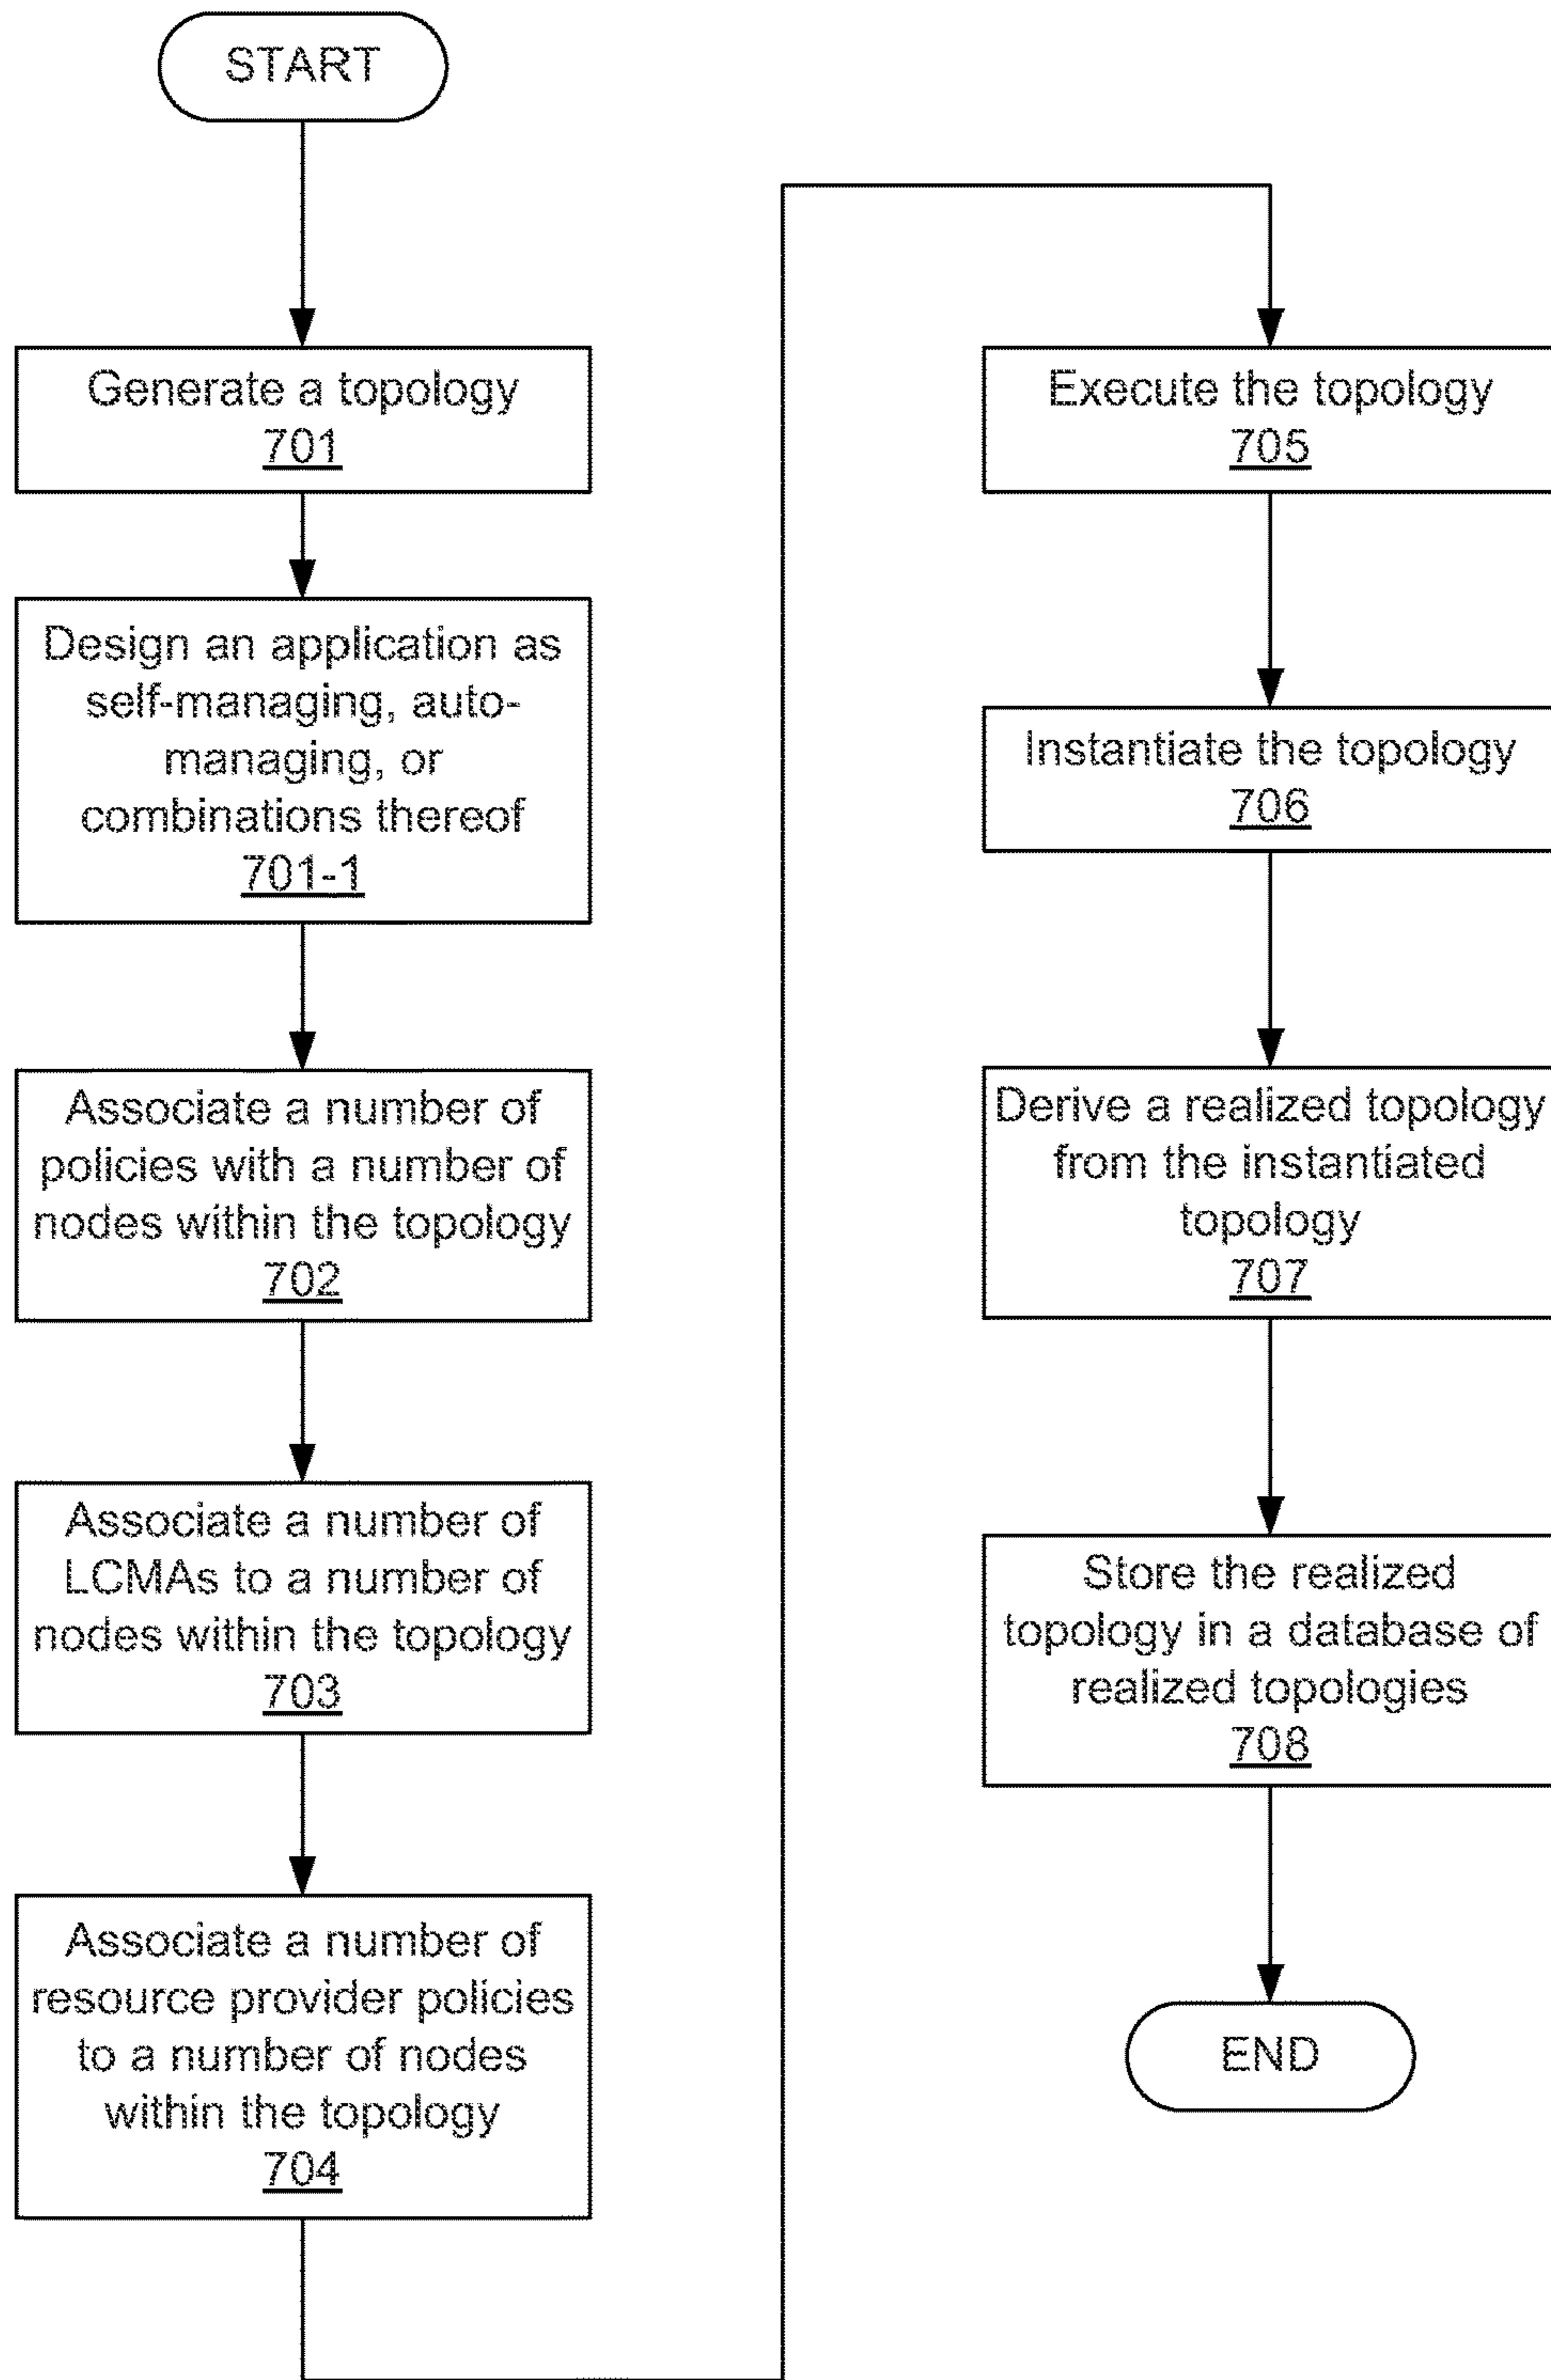 START
Generate a topology
701
Design an application as
self-managing, auto-
managing, or
combinations thereof
701-1
Associate a number of
policies with a number of
nodes within the topology
702
Associate a number of
LCMAs to a number of
nodes within the topology
703
Associate a number of
resource provider policies
to a number of nodes
within the topology
704
Execute the topology
705
Instantiate the topology
706
Derive a realized topology
from the instantiated
topology
707
Store the realized
topology in a database of
realized topologies
708
END